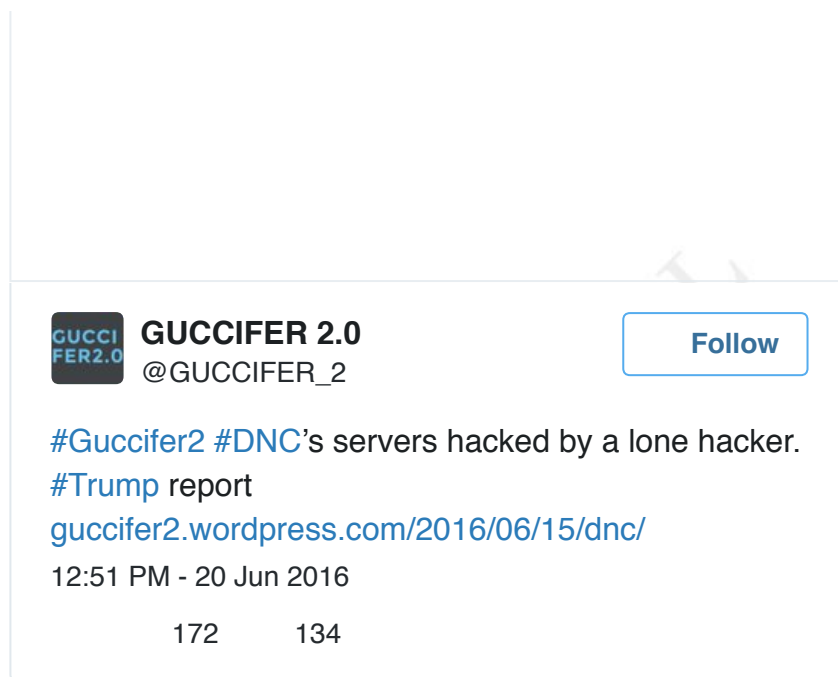 GUCCI
FER2.0
GUCCIFER 2.0
@GUCCIFER_2
Follow
#Guccifer2 #DNC’s servers hacked by a lone hacker.
#Trump report
guccifer2.wordpress.com/2016/06/15/dnc/
12:51 PM - 20 Jun 2016
172 134